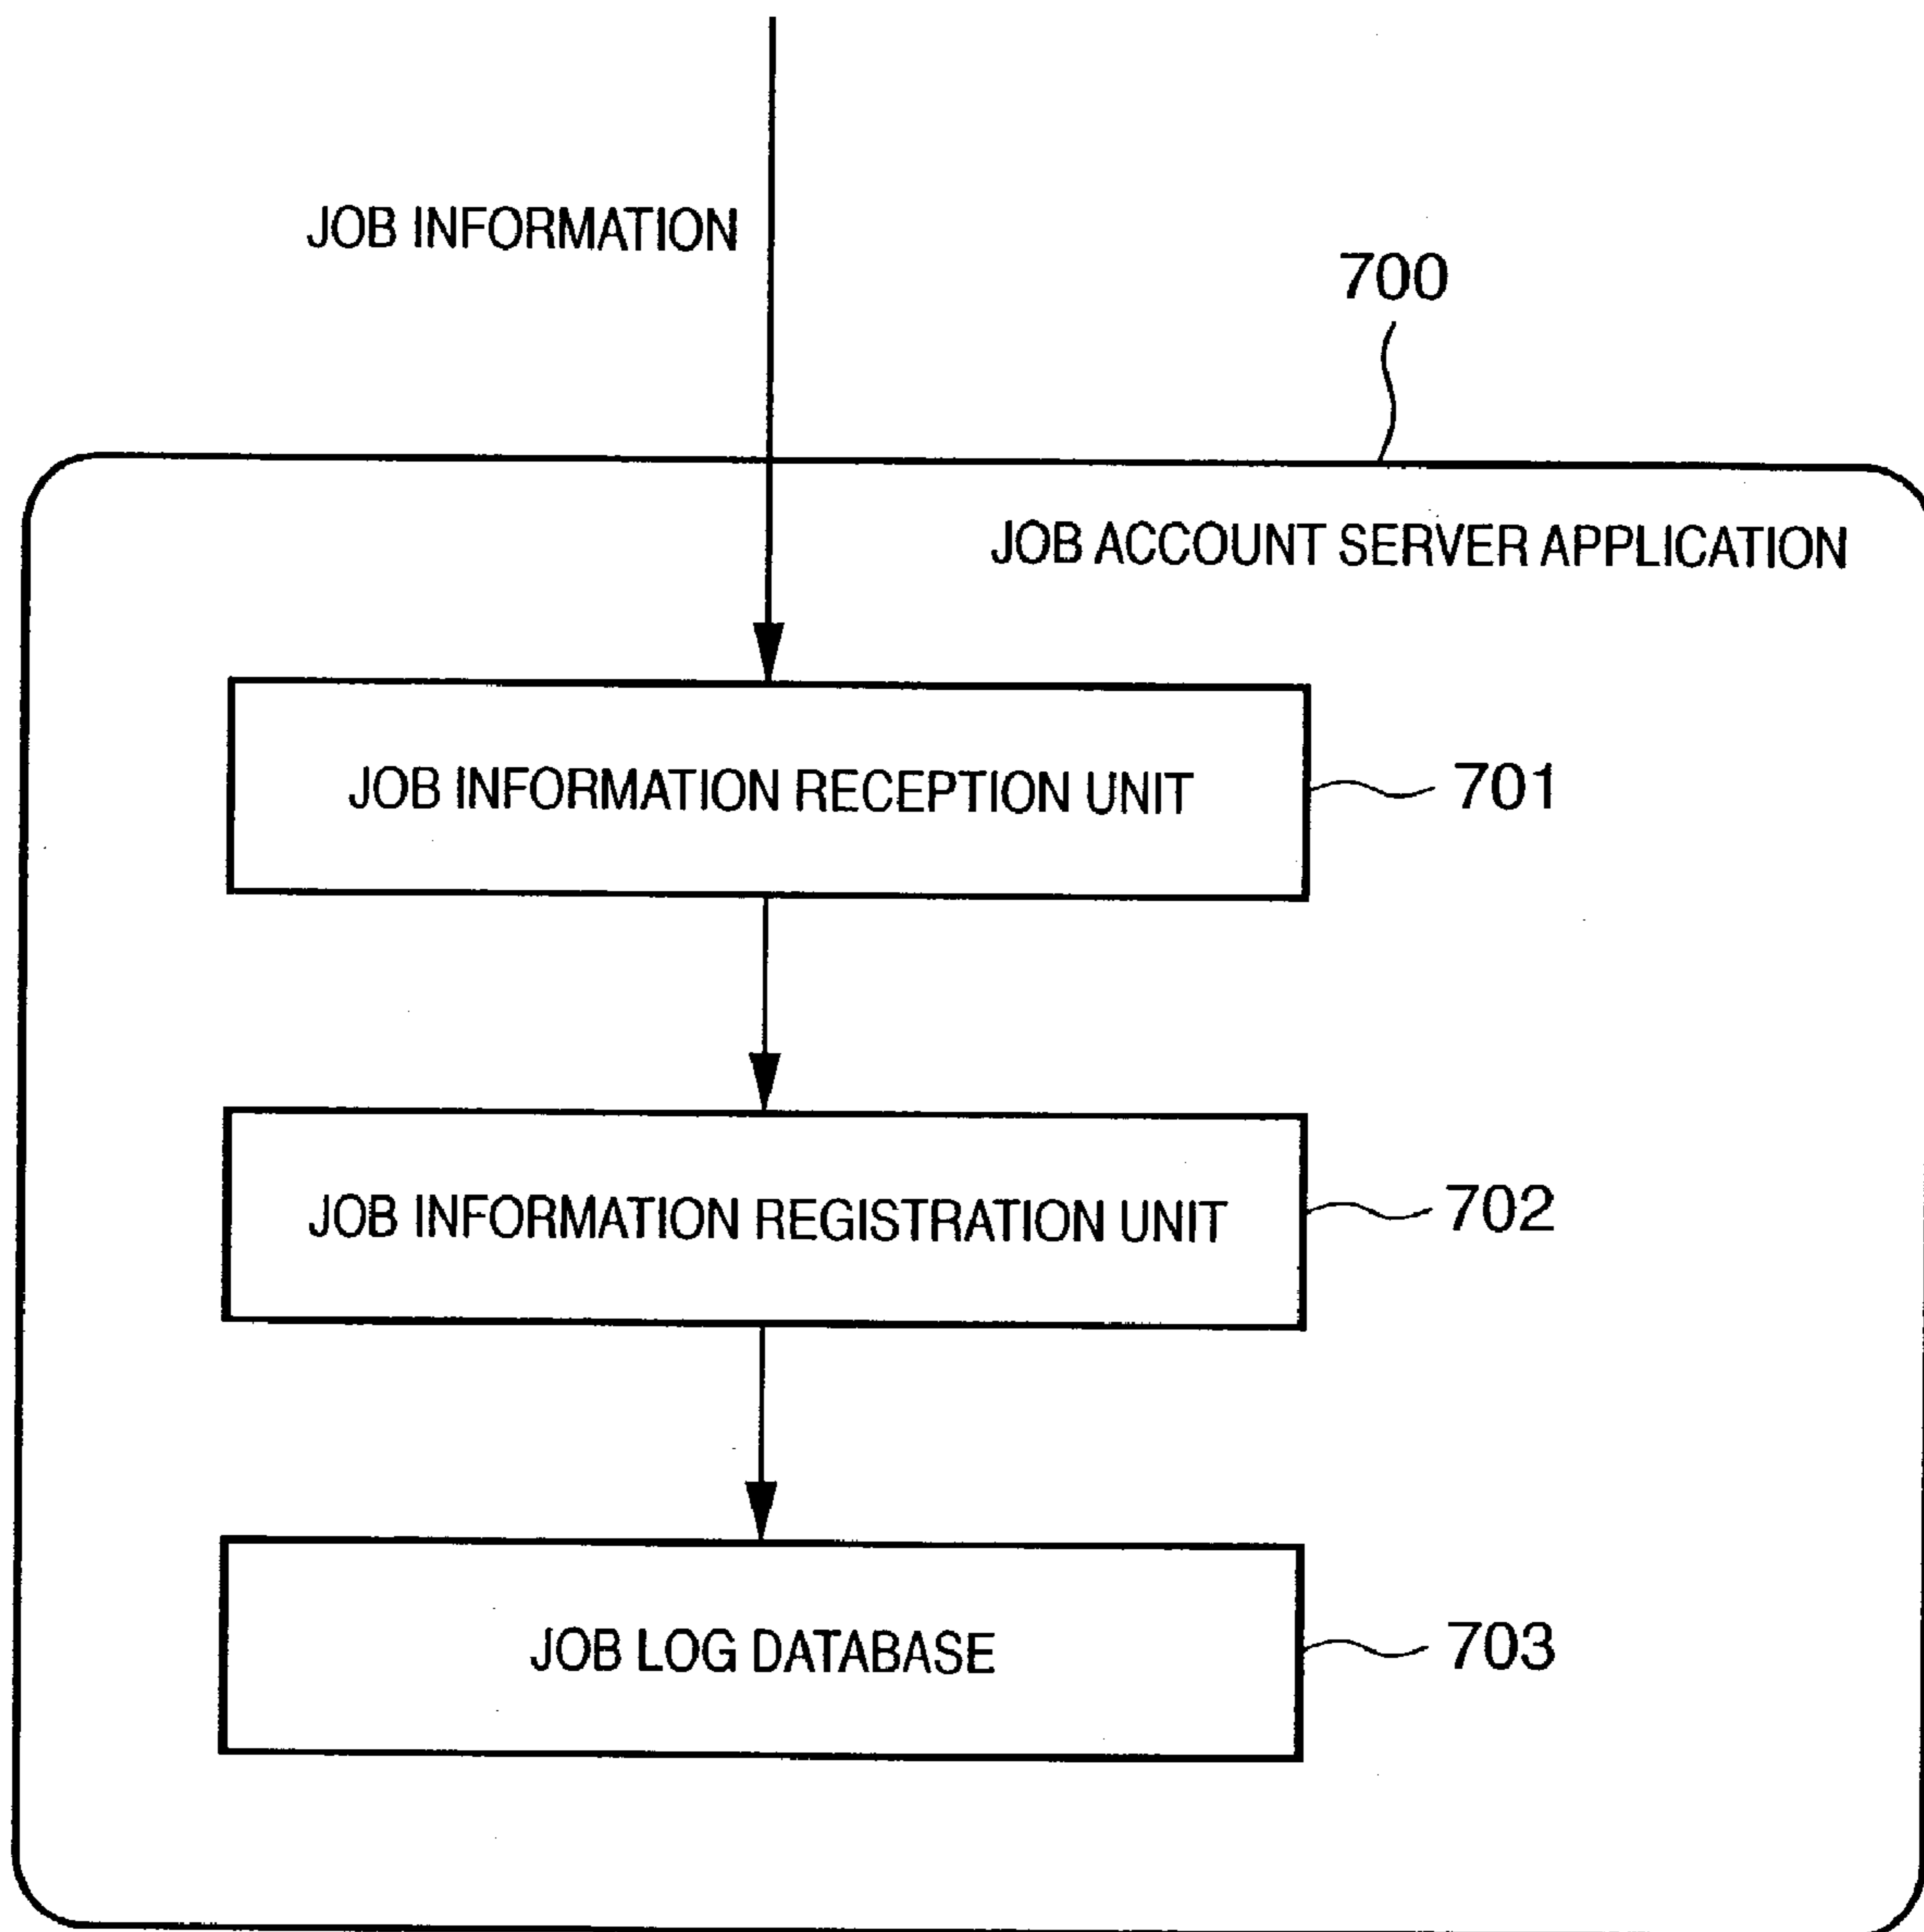 JOB INFORMATION
700
JOB ACCOUNT SERVER APPLICATION
JOB INFORMATION RECEPTION UNIT
701
JOB INFORMATION REGISTRATION UNIT
702
JOB LOG DATABASE
703